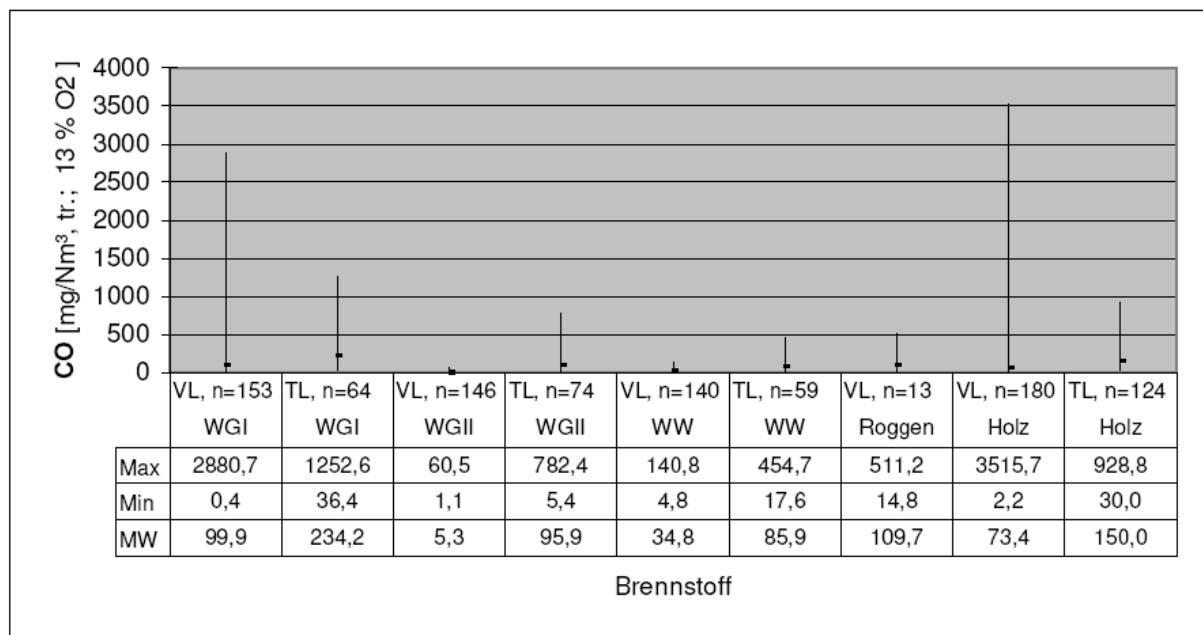 CO [mg/Nm³, tr.; 13 % O2 ]
4000
3500
3000
2500
2000
1500
1000
500
0
VL, n=153 TL, n=64 VL, n=146 TL, n=74 VL, n=140 TL, n=59 VL, n=13 VL, n=180 TL, n=124
WGI WGI WGII WGII WW WW Roggen Holz Holz
Max 2880,7 1252,6 60,5 782,4 140,8 454,7 511,2 3515,7 928,8
Min 0,4 36,4 1,1 5,4 4,8 17,6 14,8 2,2 30,0
MW 99,9 234,2 5,3 95,9 34,8 85,9 109,7 73,4 150,0
Brennstoff